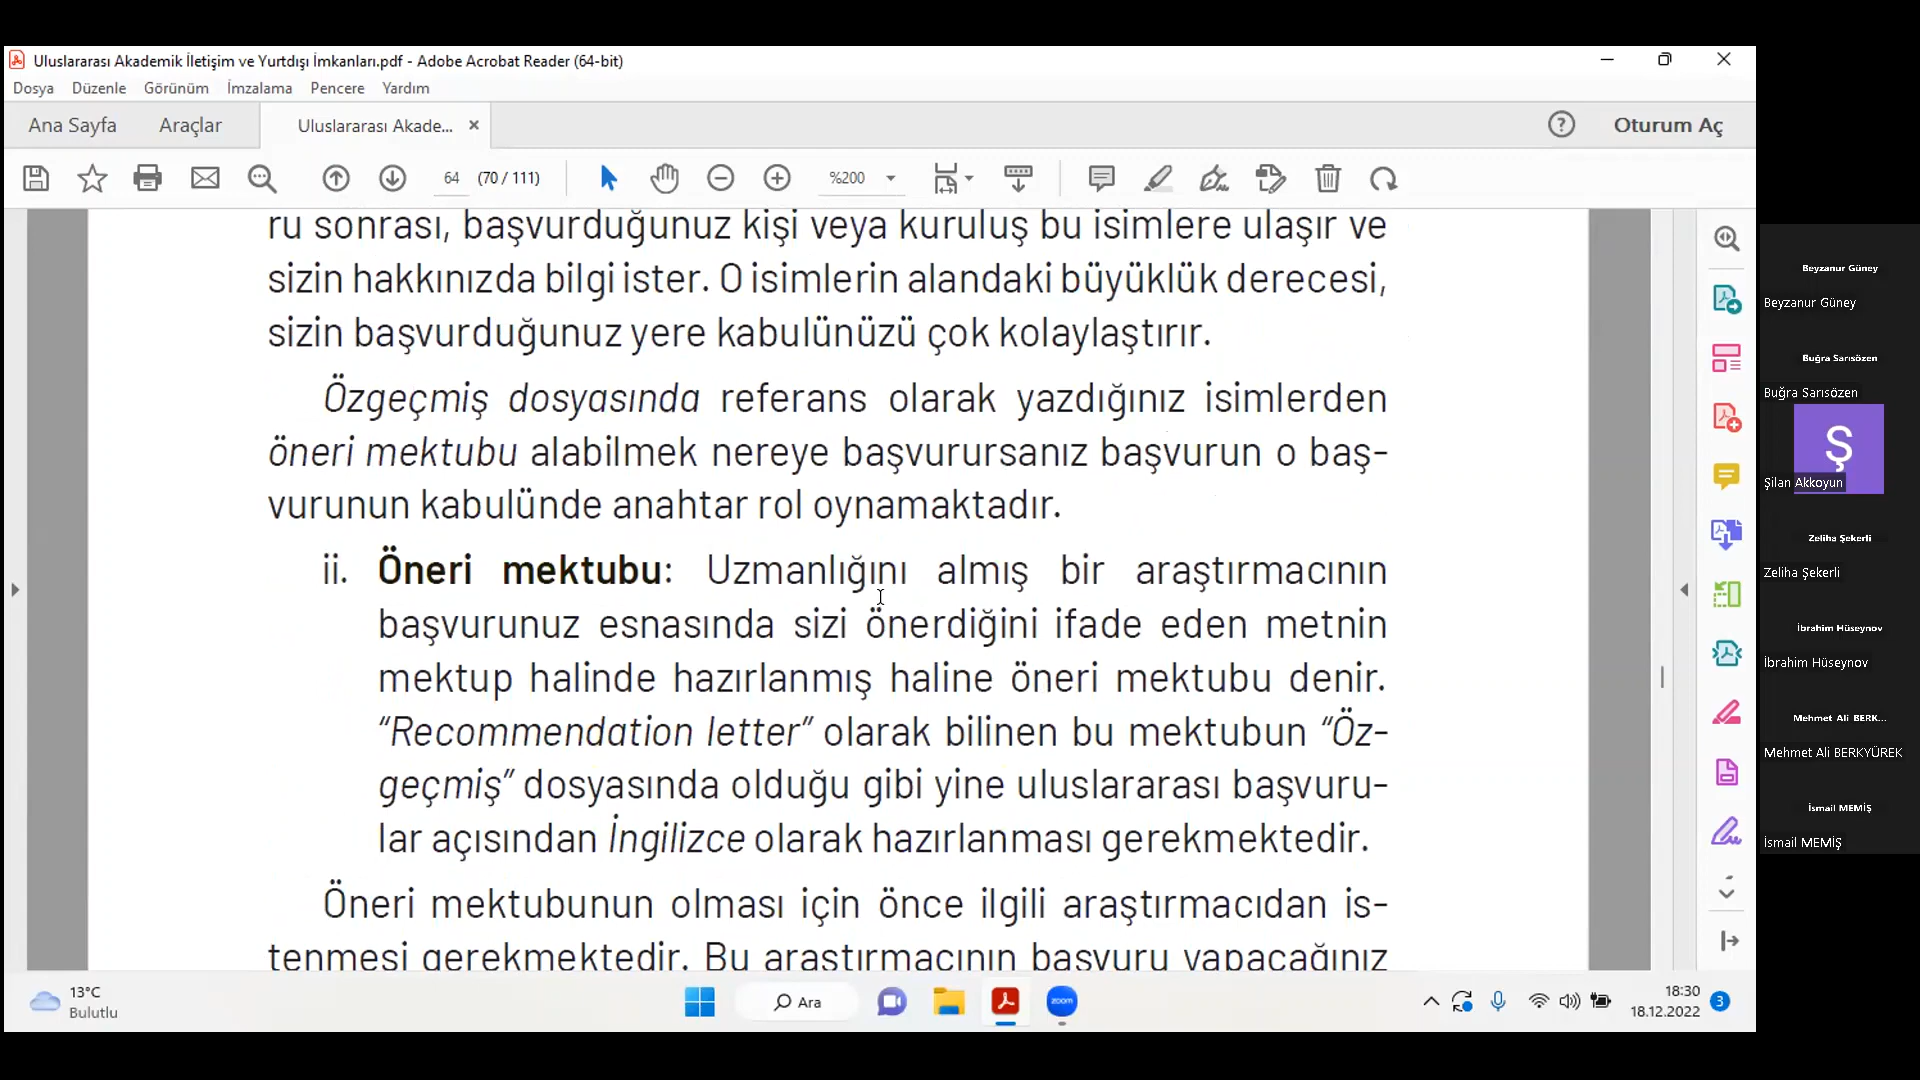 Uluslararası Akademik İletişim ve Yurtdışı İmkanları.pdf - Adobe Acrobat Reader (64-bit)
Dosya Düzenle Görünüm İmzalama Pencere Yardım
Ana Sayfa Araçlar Uluslararası Akade... Oturum Aç
64 (70 / 111) %200
ru sonrası, başvurduğunuz kişi veya kuruluş bu isimlere ulaşır ve
sizin hakkınızda bilgi ister. O isimlerin alandaki büyüklük derecesi,
sizin başvurduğunuz yere kabulünüzü çok kolaylaştırır.
Özgeçmiş dosyasında referans olarak yazdığınız isimlerden
öneri mektubu alabilmek nereye başvurursanız başvurun o baş-
vurunun kabulünde anahtar rol oynamaktadır.
ii. Öneri mektubu: Uzmanlığını almış bir araştırmacının
başvurunuz esnasında sizi önerdiğini ifade eden metnin
mektup halinde hazırlanmış haline öneri mektubu denir.
“Recommendation letter” olarak bilinen bu mektubun “Öz-
geçmiş” dosyasında olduğu gibi yine uluslararası başvuru-
lar açısından İngilizce olarak hazırlanması gerekmektedir.
Öneri mektubunun olması için önce ilgili araştırmacıdan is-
tenmesi gerekmektedir. Bu araştırmacının başvuru yapacağınız
Beyzanur Güney
Beyzanur Güney
Buğra Sarısözen
Buğra Sarısözen
Ş
Şilan Akkoyun
Zeliha Şekerli
Zeliha Şekerli
İbrahim Hüseynov
İbrahim Hüseynov
Mehmet Ali BERK...
Mehmet Ali BERKYÜREK
İsmail MEMİŞ
İsmail MEMİŞ
13°C
Bulutlu
Ara
zoom
18:30
18.12.2022
3